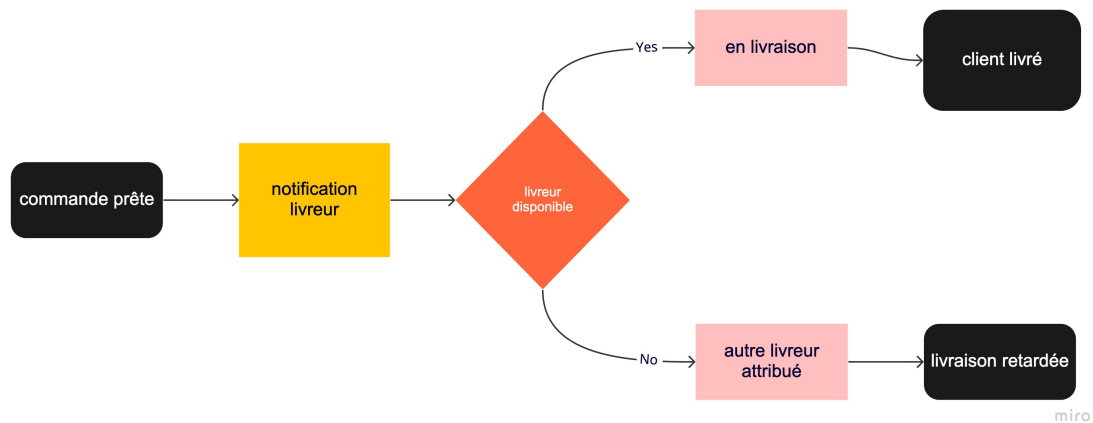 commande prête
notification
livreur
livreur
disponible
Yes
en livraison
client livré
No
autre livreur
attribué
livraison retardée
miro